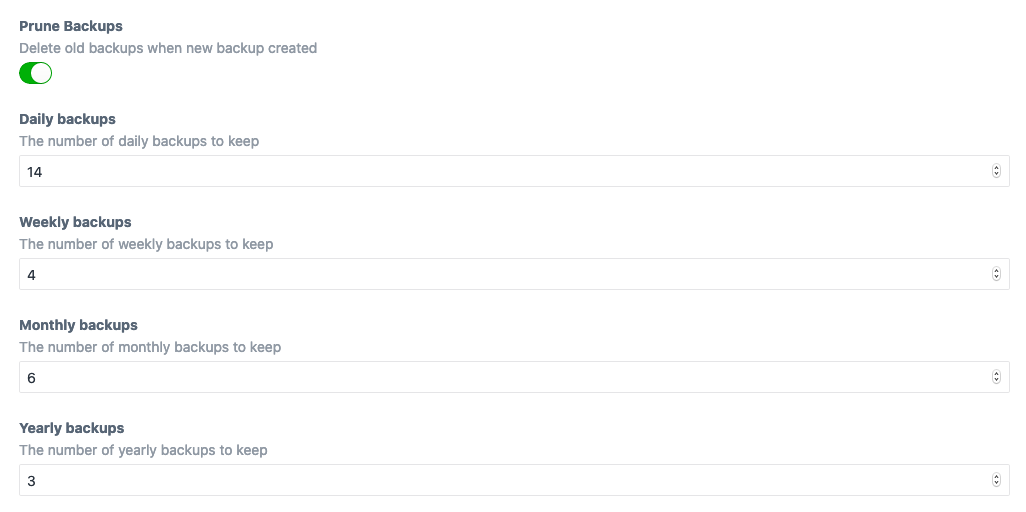 Prune Backups
Delete old backups when new backup created
Daily backups
The number of daily backups to keep
14
Weekly backups
The number of weekly backups to keep
4
Monthly backups
The number of monthly backups to keep
6
Yearly backups
The number of yearly backups to keep
3